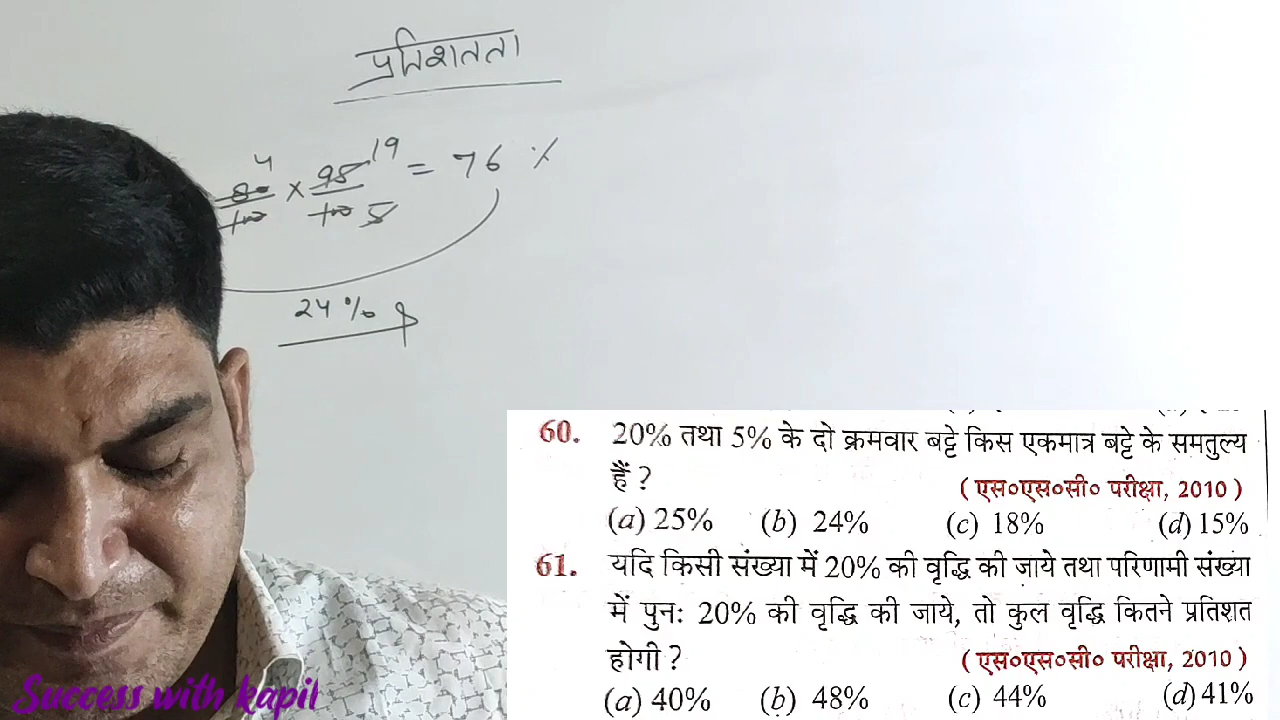 प्रतिशतता
4 19
80/100 × 95/100 5 = 76 %
24 %
60. 20% तथा 5% के दो क्रमवार बट्टे किस एकमात्र बट्टे के समतुल्य
हैं ? ( एस०एस०सी० परीक्षा, 2010 )
(a) 25% (b) 24% (c) 18% (d) 15%
61. यदि किसी संख्या में 20% की वृद्धि की जाये तथा परिणामी संख्या
में पुनः 20% की वृद्धि की जाये, तो कुल वृद्धि कितने प्रतिशत
होगी ? ( एस०एस०सी० परीक्षा, 2010 )
(a) 40% (b) 48% (c) 44% (d) 41%
Success with kapil